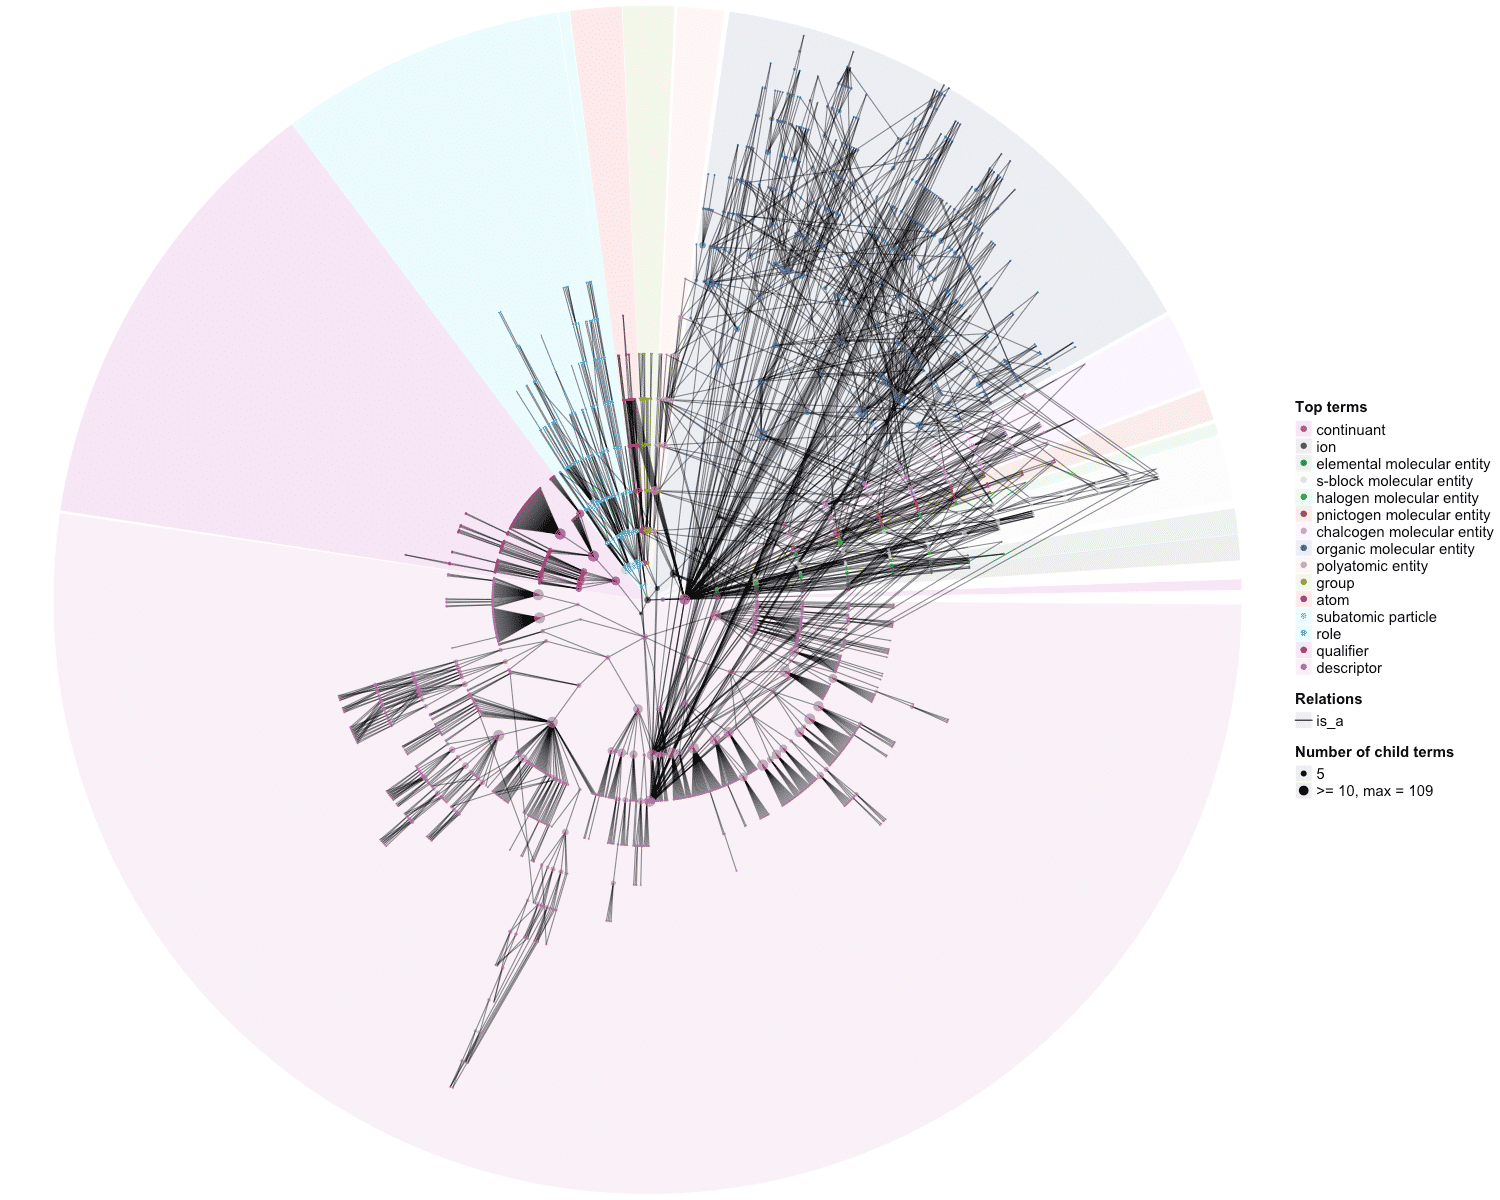 Top terms
continuant
ion
elemental molecular entity
s-block molecular entity
halogen molecular entity
pnictogen molecular entity
chalcogen molecular entity
organic molecular entity
polyatomic entity
group
atom
subatomic particle
role
qualifier
descriptor
Relations
is_a
Number of child terms
5
>= 10, max = 109